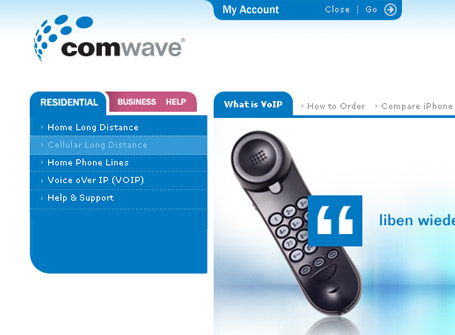 My Account
Close | Go
comwave®
RESIDENTIAL
BUSINESS HELP
Home Long Distance
Cellular Long Distance
Home Phone Lines
Voice oVer IP (VOIP)
Help & Support
What is VoIP
How to Order
Compare iPhone
“
liben wiede